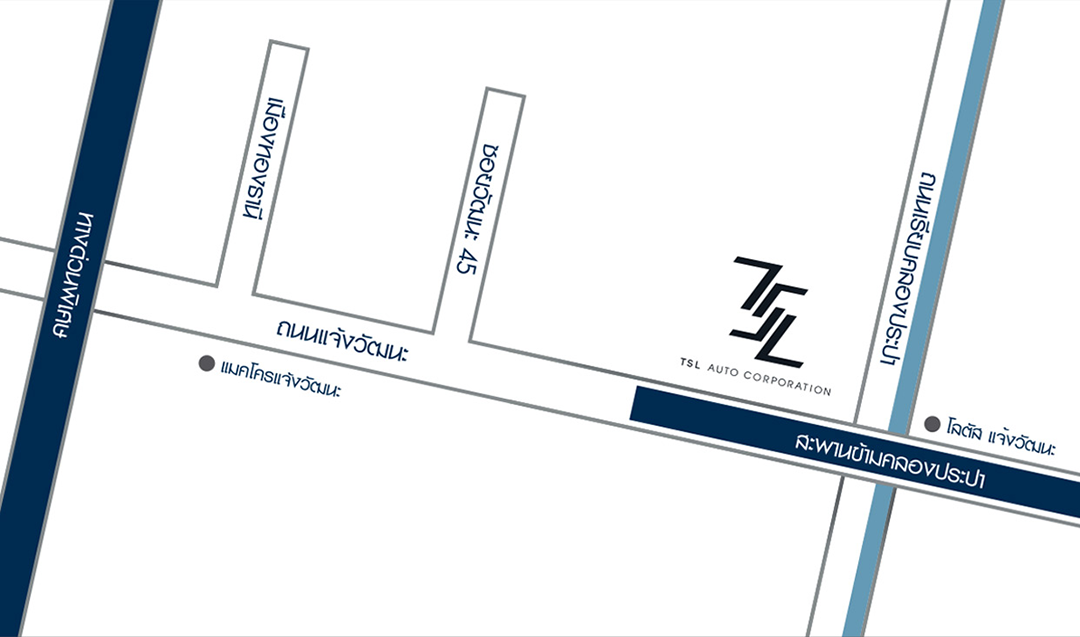 เมืองทองธานี
ซอยวัฒนะ 45
ถนนเรียบคลองประปา
ทางด่วนพิเศษ
ถนนแจ้งวัฒนะ
แมคโครแจ้งวัฒนะ
TSL AUTO CORPORATION
โลตัส แจ้งวัฒนะ
สะพานข้ามคลองประปา